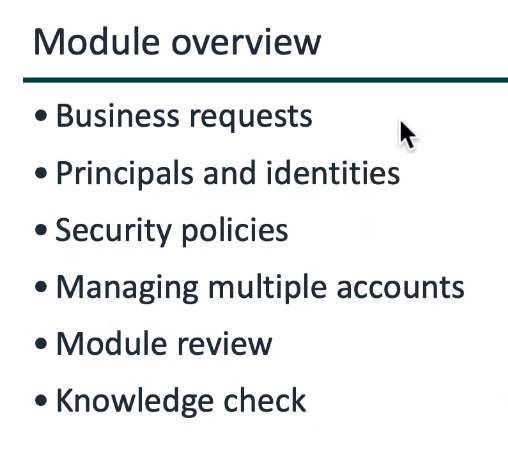 Module overview
• Business requests
• Principals and identities
• Security policies
• Managing multiple accounts
• Module review
• Knowledge check